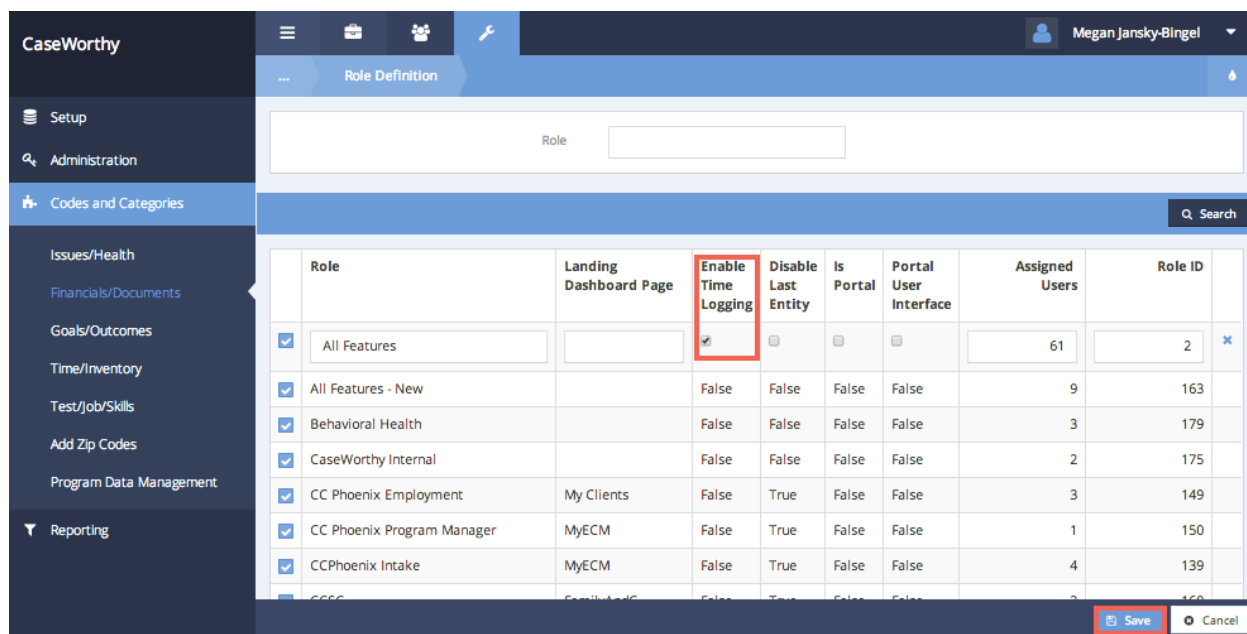 CaseWorthy
Megan Jansky-Bingel
... Role Definition
Setup
Administration
Codes and Categories
Issues/Health
Financials/Documents
Goals/Outcomes
Time/Inventory
Test/Job/Skills
Add Zip Codes
Program Data Management
Reporting
Role
Search
Role Landing Dashboard Page Enable Time Logging Disable Last Entity Is Portal Portal User Interface Assigned Users Role ID
All Features 61 2
All Features - New False False False False 9 163
Behavioral Health False False False False 3 179
CaseWorthy Internal False False False False 2 175
CC Phoenix Employment My Clients False True False False 3 149
CC Phoenix Program Manager MyECM False True False False 1 150
CCPhoenix Intake MyECM False True False False 4 139
False True False False
Save Cancel